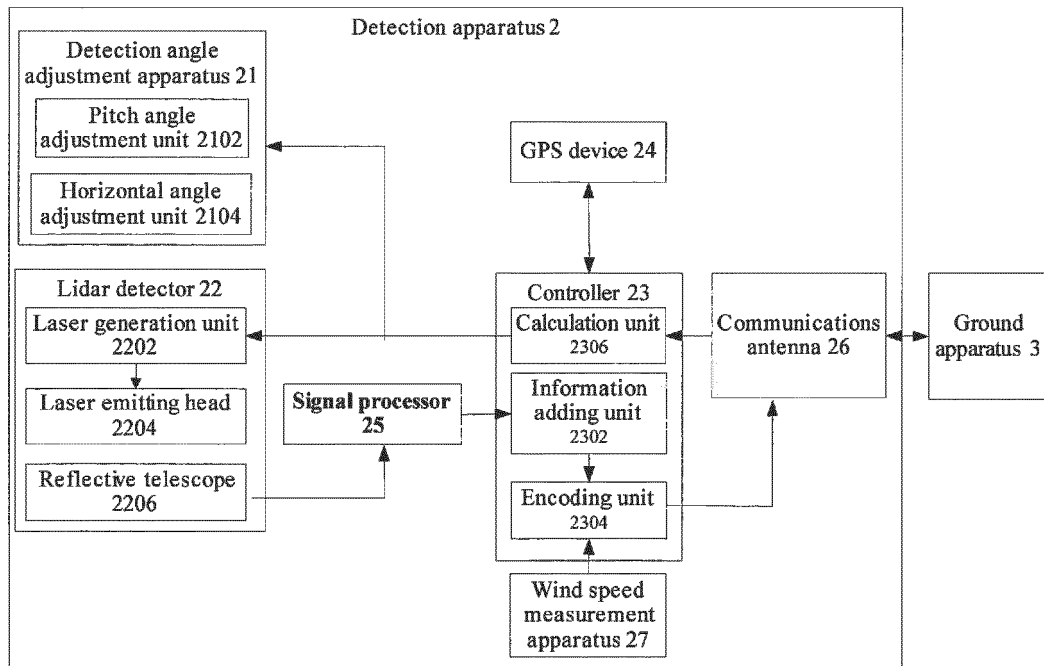 Detection apparatus 2
Detection angle
adjustment apparatus 21
Pitch angle
adjustment unit 2102
Horizontal angle
adjustment unit 2104
GPS device 24
Lidar detector 22
Laser generation unit
2202
Laser emitting head
2204
Reflective telescope
2206
Signal processor
25
Controller 23
Calculation unit
2306
Information
adding unit
2302
Encoding unit
2304
Wind speed
measurement
apparatus 27
Communications
antenna 26
Ground
apparatus 3